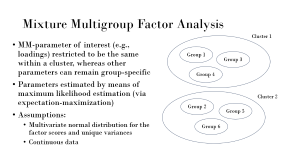 Mixture Multigroup Factor Analysis
• MM-parameter of interest (e.g.,
loadings) restricted to be the same
within a cluster, whereas other
parameters can remain group-specific
• Parameters estimated by means of
maximum likelihood estimation (via
expectation-maximization)
• Assumptions:
• Multivariate normal distribution for the
factor scores and unique variances
• Continuous data
Cluster 1
Group 1
Group 3
Group 4
Cluster 2
Group 2
Group 5
Group 6